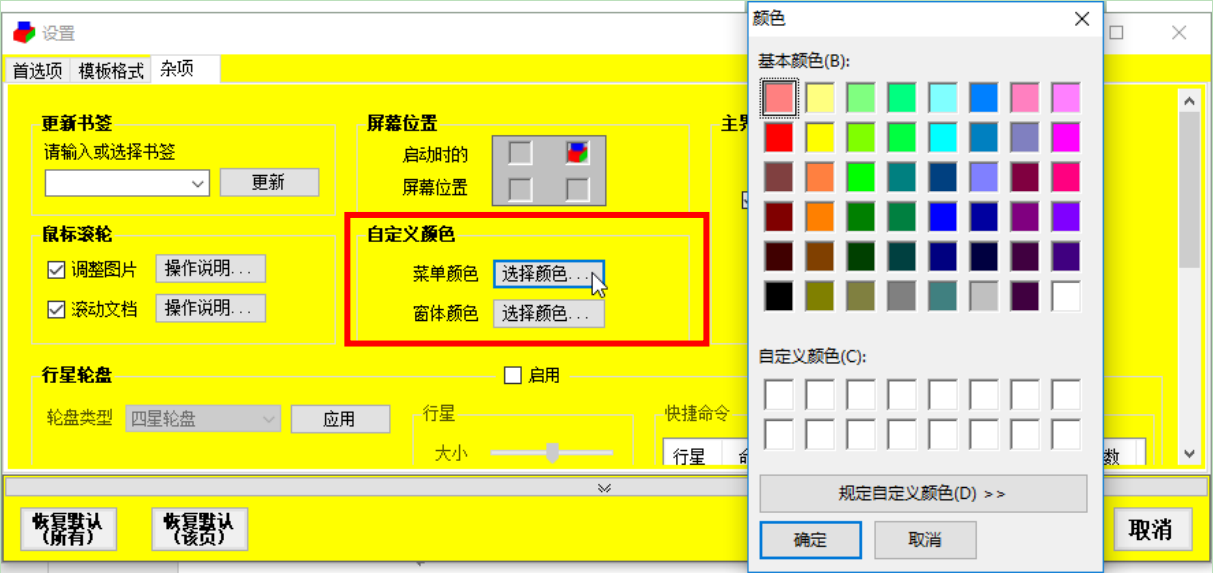 设置
首选项 模板格式 杂项
更新书签
请输入或选择书签
更新
屏幕位置
启动时的
屏幕位置
鼠标滚轮
调整图片 操作说明...
滚动文档 操作说明...
自定义颜色
菜单颜色 选择颜色...
窗体颜色 选择颜色...
行星轮盘
启用
轮盘类型 四星轮盘 应用
行星
大小
快捷命令
行星
数
恢复默认
(所有)
恢复默认
(该页)
取消
颜色
基本颜色(B):
自定义颜色(C):
规定自定义颜色(D) >>
确定 取消